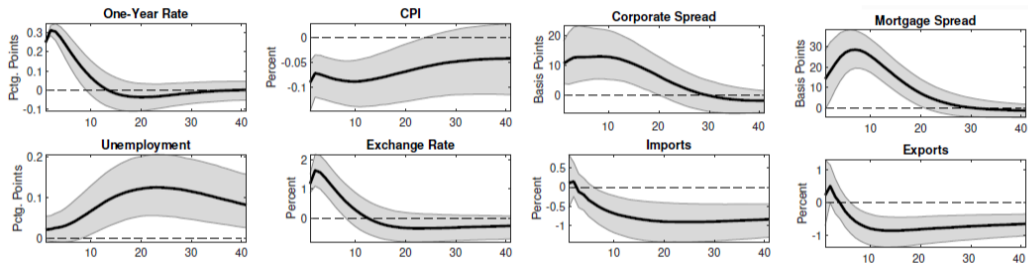 One-Year Rate
Pctg. Points
0.3
0.2
0.1
0
-0.1
10 20 30 40
CPI
Percent
0
-0.05
-0.1
10 20 30 40
Corporate Spread
Basis Points
20
10
0
10 20 30 40
Mortgage Spread
Basis Points
30
20
10
0
10 20 30 40
Unemployment
Pctg. Points
0.2
0.1
0
10 20 30 40
Exchange Rate
Percent
2
1
0
10 20 30 40
Imports
Percent
0.5
0
-0.5
-1
10 20 30 40
Exports
Percent
1
0
-1
10 20 30 40